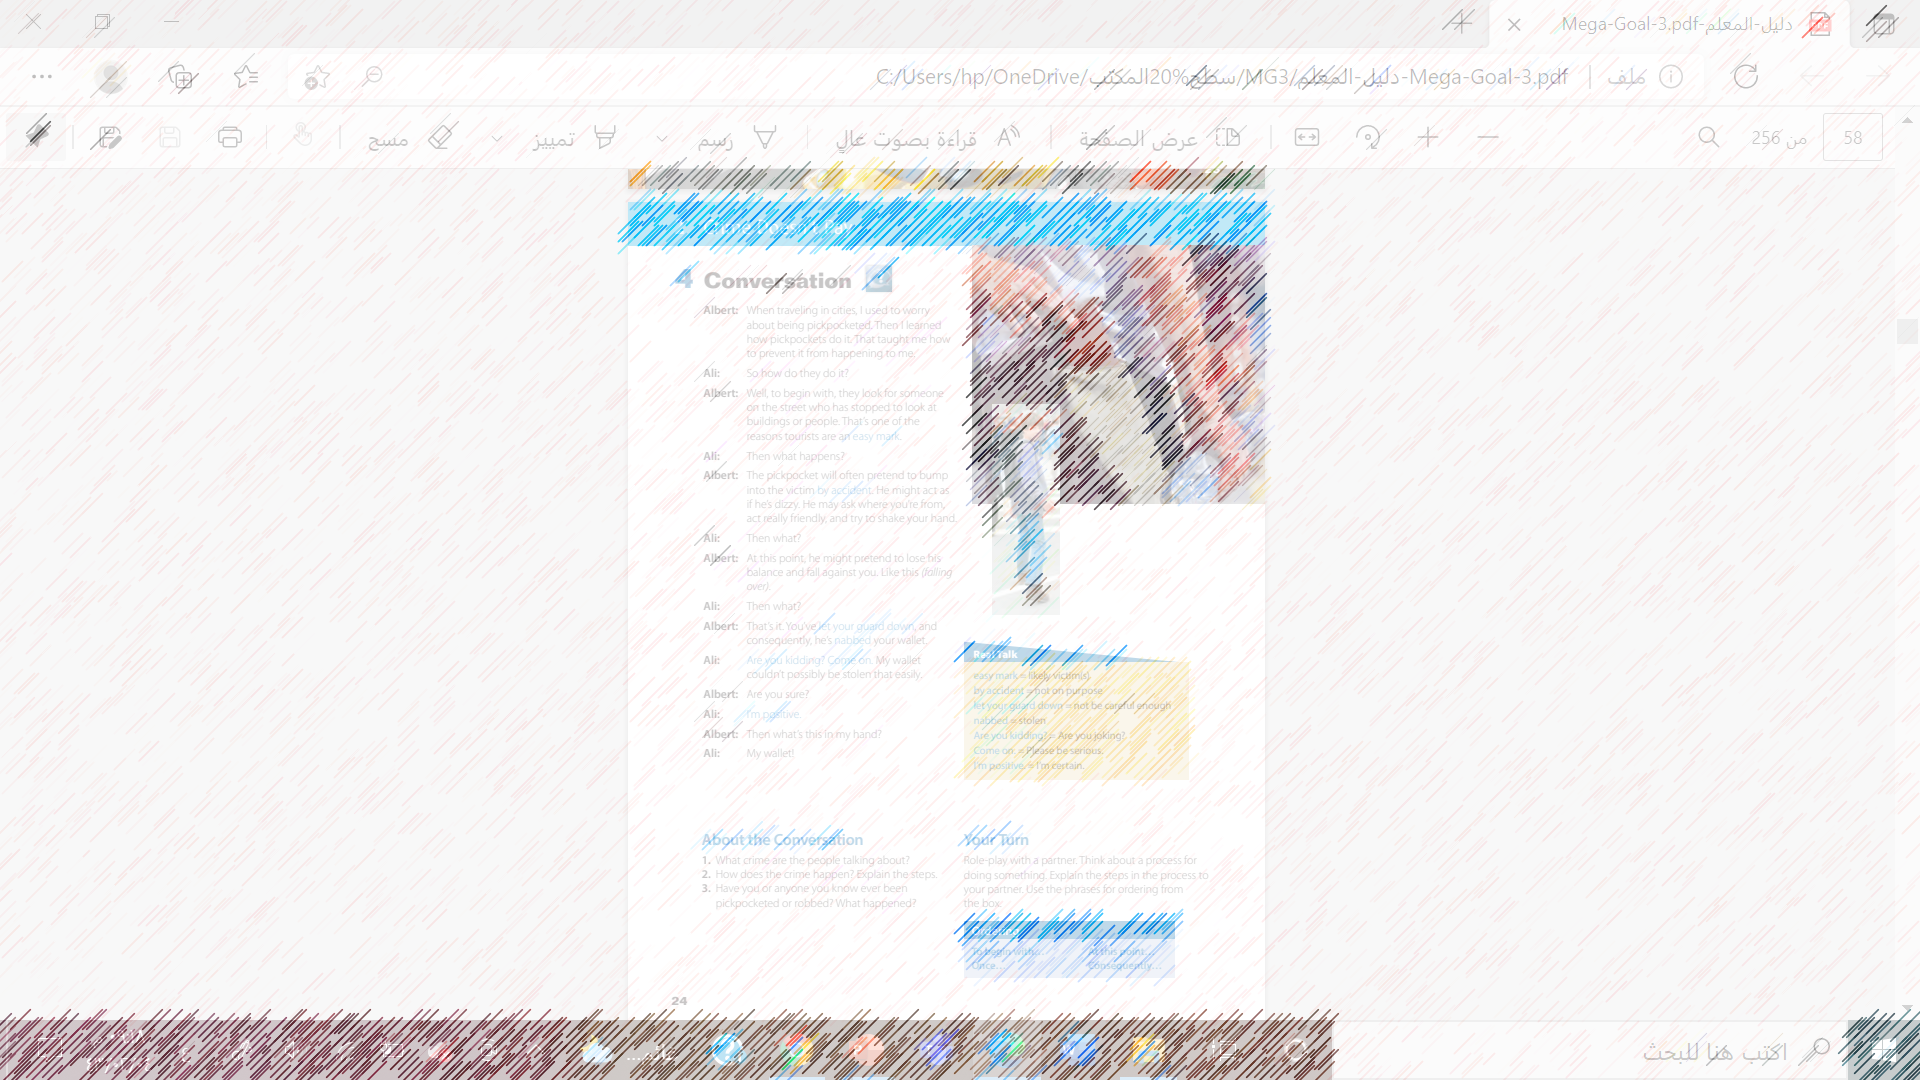 دليل-المعلم-Mega-Goal-3.pdf
ملف
C:/Users/hp/OneDrive/سطح%20المكتب/MG3/دليل-المعلم-Mega-Goal-3.pdf
58
من 256
عرض الصفحة
قراءة بصوت عالٍ
رسم
تمييز
مسح
4 Conversation
Albert: When traveling in cities, I used to worry
about being pickpocketed. Then I learned
how pickpockets do it. That taught me how
to prevent it from happening to me.
Ali: So how do they do it?
Albert: Well, to begin with, they look for someone
on the street who has stopped to look at
buildings or people. That's one of the
reasons tourists are an easy mark.
Ali: Then what happens?
Albert: The pickpocket will often pretend to bump
into the victim by accident. He might act as
if he's dizzy. He may ask where you're from,
act really friendly, and try to shake your hand.
Ali: Then what?
Albert: At this point, he might pretend to lose his
balance and fall against you. Like this (falling
over).
Ali: Then what?
Albert: That's it. You've let your guard down, and
consequently, he's nabbed your wallet.
Ali: Are you kidding? Come on. My wallet
couldn't possibly be stolen that easily.
Albert: Are you sure?
Ali: I'm positive.
Albert: Then what's this in my hand?
Ali: My wallet!
Real Talk
easy mark = likely victim(s)
by accident = not on purpose
let your guard down = not be careful enough
nabbed = stolen
Are you kidding? = Are you joking?
Come on. = Please be serious.
I'm positive. = I'm certain.
About the Conversation
1. What crime are the people talking about?
2. How does the crime happen? Explain the steps.
3. Have you or anyone you know ever been
pickpocketed or robbed? What happened?
Your Turn
Role-play with a partner. Think about a process for
doing something. Explain the steps in the process to
your partner. Use the phrases for ordering from
the box.
To begin with... At this point...
Once... Consequently...
24
اكتب هنا للبحث